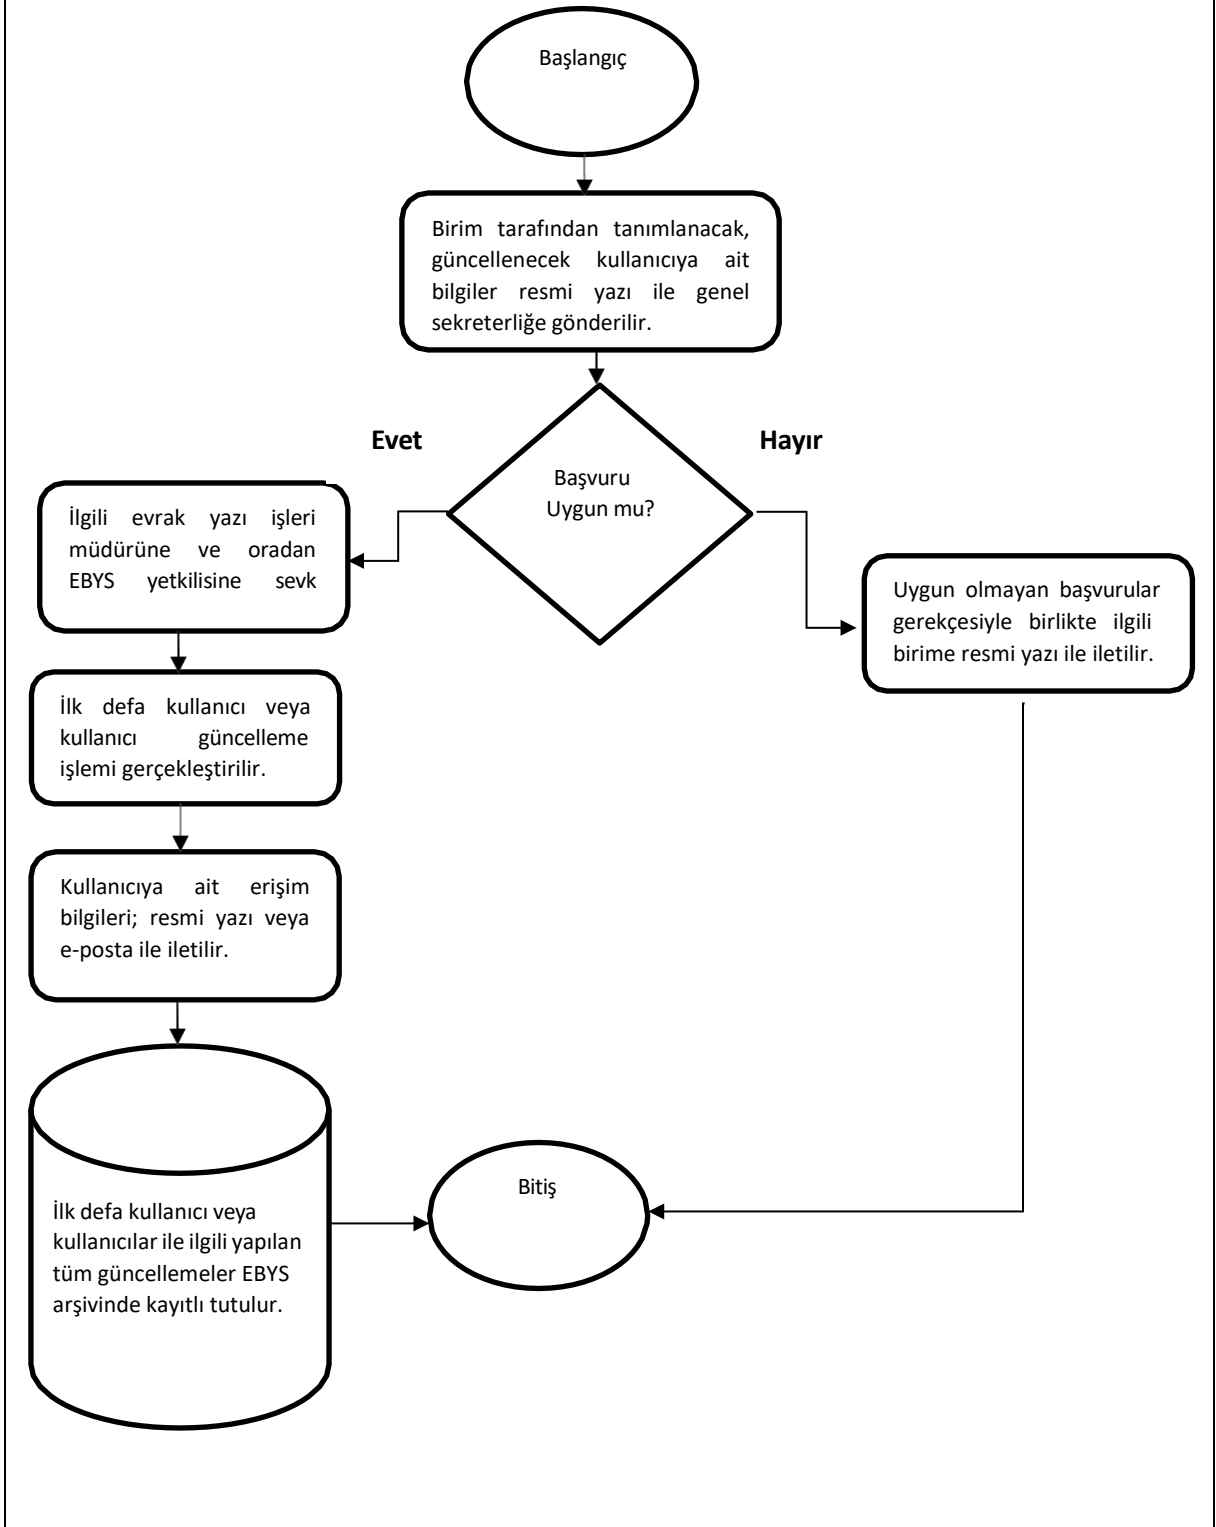 Başlangıç
Birim tarafından tanımlanacak,
güncellenecek kullanıcıya ait
bilgiler resmi yazı ile genel
sekreterliğe gönderilir.
Evet
Hayır
Başvuru
Uygun mu?
İlgili evrak yazı işleri
müdürüne ve oradan
EBYS yetkilisine sevk
Uygun olmayan başvurular
gerekçesiyle birlikte ilgili
birime resmi yazı ile iletilir.
İlk defa kullanıcı veya
kullanıcı güncelleme
işlemi gerçekleştirilir.
Kullanıcıya ait erişim
bilgileri; resmi yazı veya
e-posta ile iletilir.
İlk defa kullanıcı veya
kullanıcılar ile ilgili yapılan
tüm güncellemeler EBYS
arşivinde kayıtlı tutulur.
Bitiş